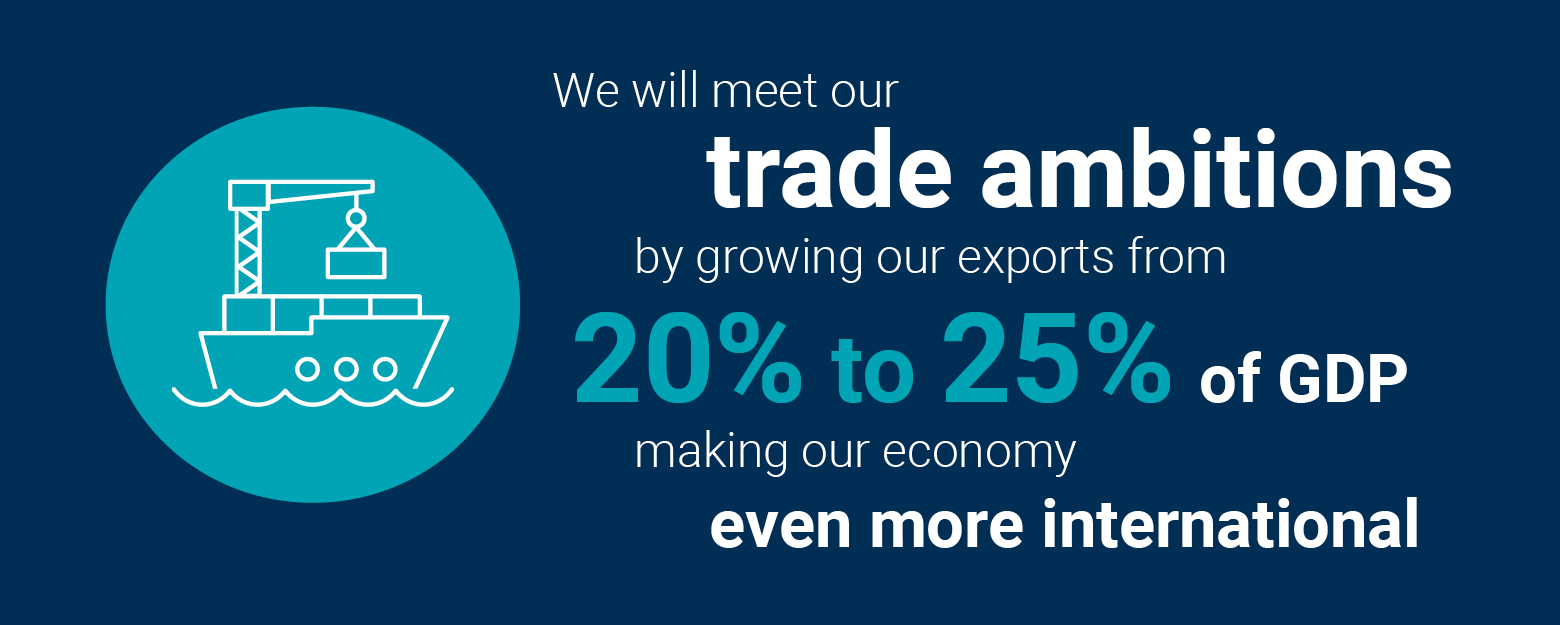 We will meet our
trade ambitions
by growing our exports from
20% to 25% of GDP
making our economy
even more international